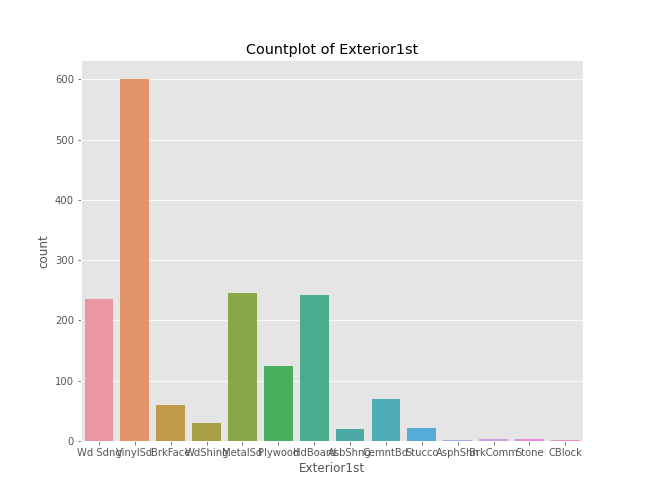 Countplot of Exterior1st
600
500
400
300
200
100
0
count
Wd Sdng VinylSd BrkFace WdShing MetalSd Plywood HdBoard AsbShng CemntBd Stucco AsphShn BrkComm Stone CBlock
Exterior1st